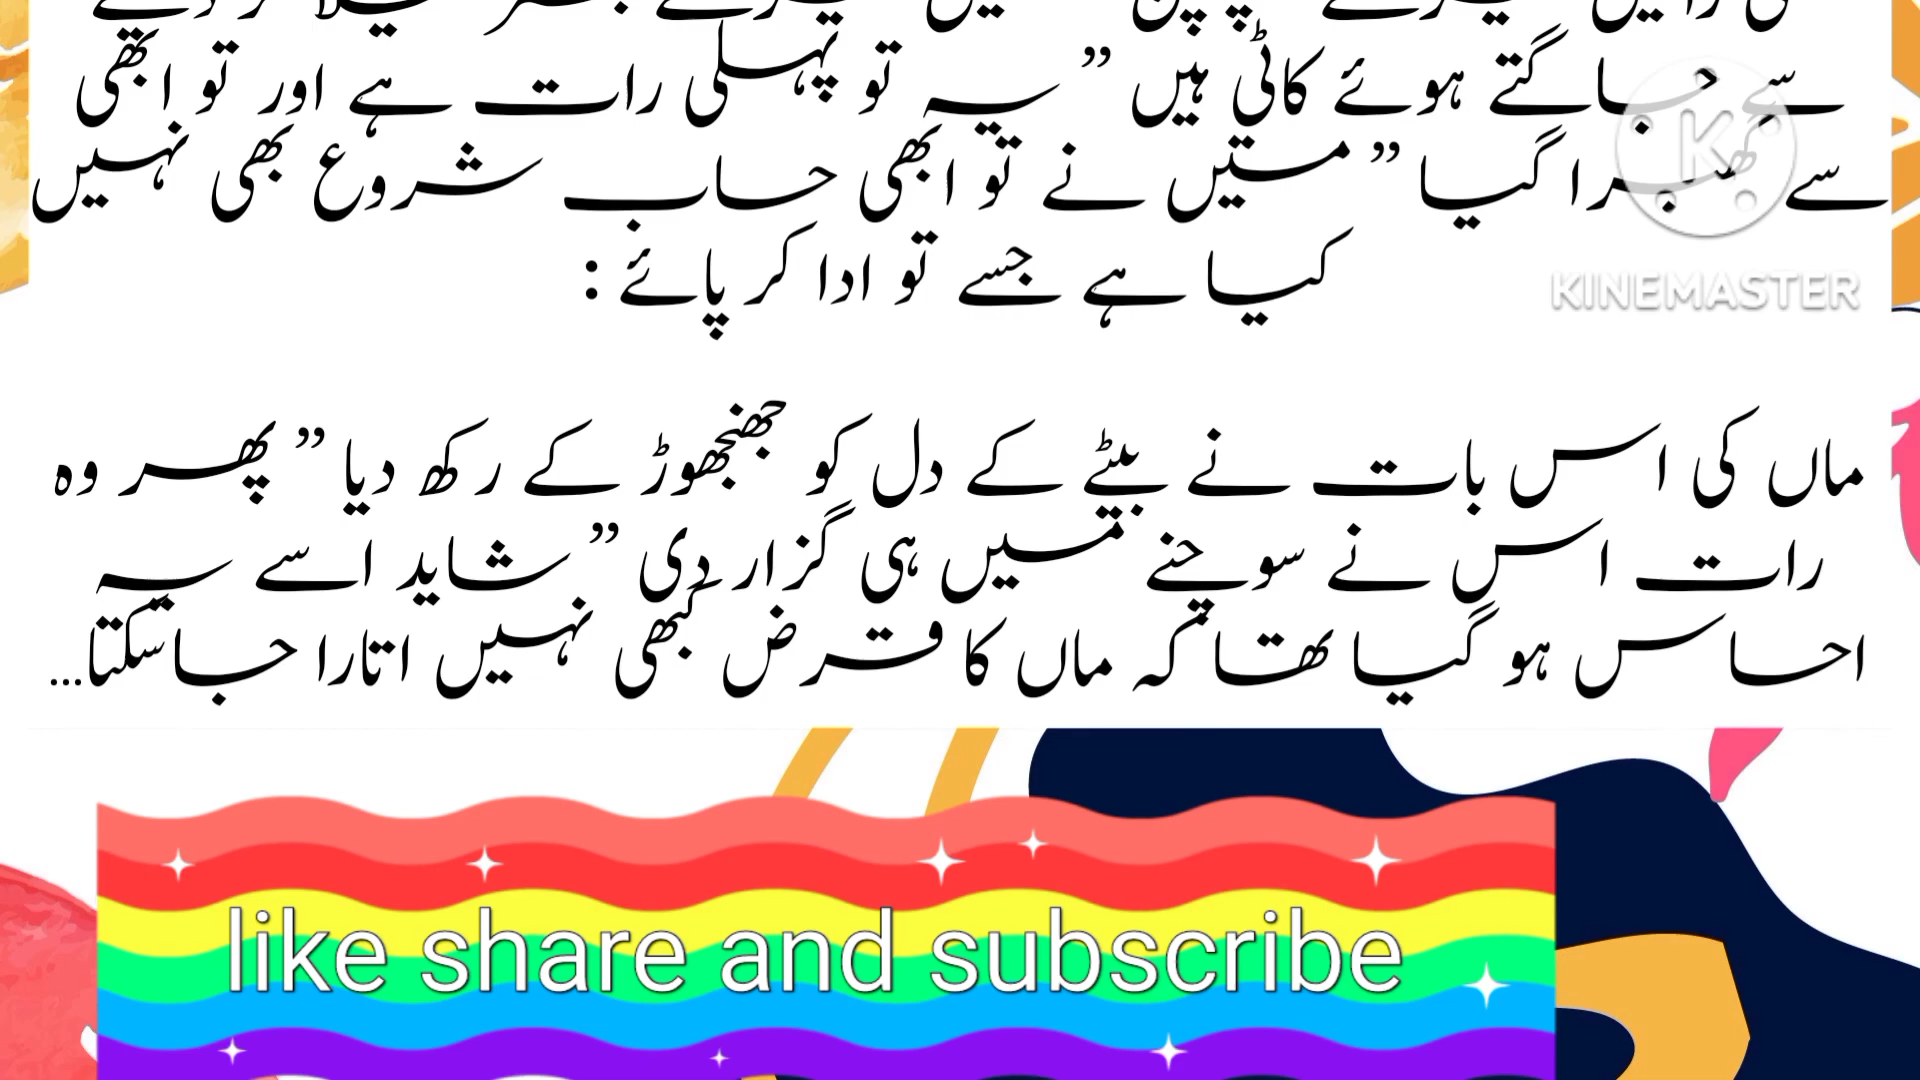 سے جاگتے ہوئے کاٹی ہیں ” یہ تو پہلی رات ہے اور تو ابھی
سے گھبرا گیا ” میں نے تو ابھی حساب شروع بھی نہیں
کیا ہے جسے تو ادا کر پائے :
ماں کی اس بات نے بیٹے کے دل کو جھنجھوڑ کے رکھ دیا ” پھر وہ
رات اس نے سوچنے میں ہی گزار دی ” شاید اسے یہ
احساس ہو گیا تھا کہ ماں کا قرض کبھی نہیں اتارا جا سکتا...
K
KINEMASTER
like share and subscribe